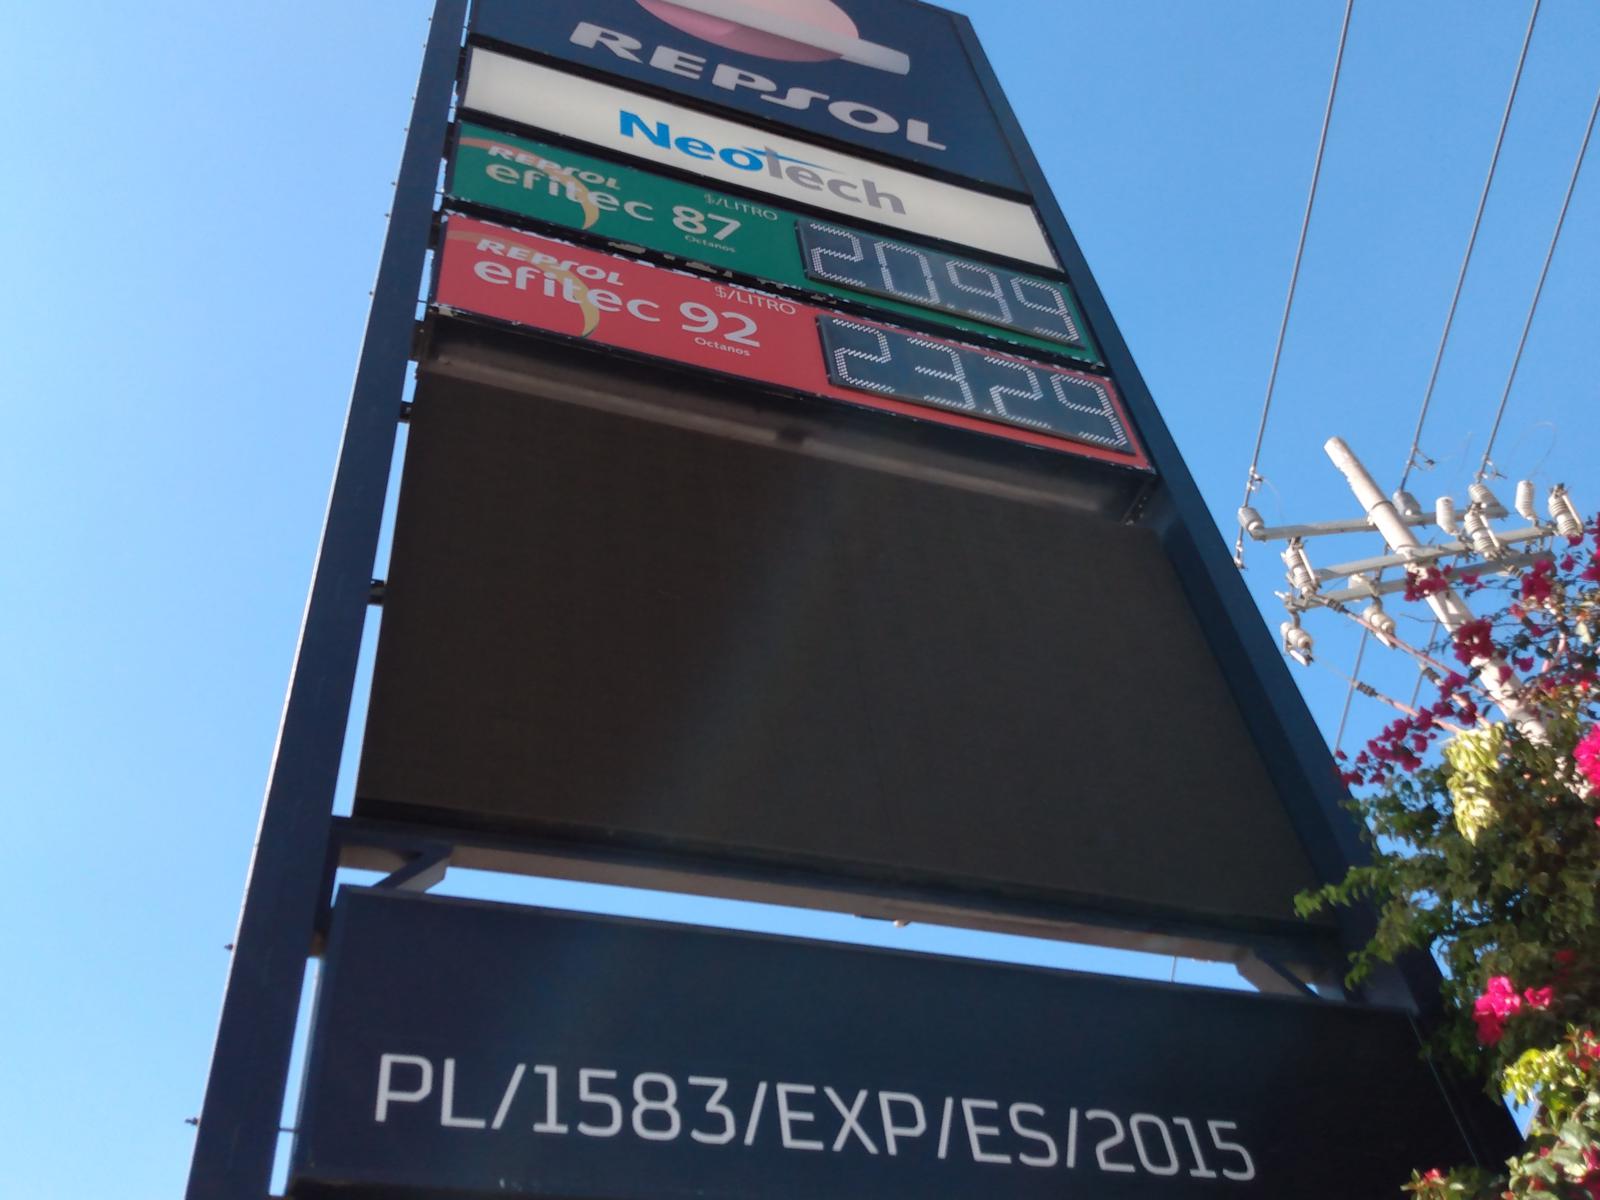 REPSOL
NeoTech
REPSOL
efitec 87
Octanos
$/LITRO
20.99
REPSOL
efitec 92
Octanos
$/LITRO
23.29
PL/1583/EXP/ES/2015